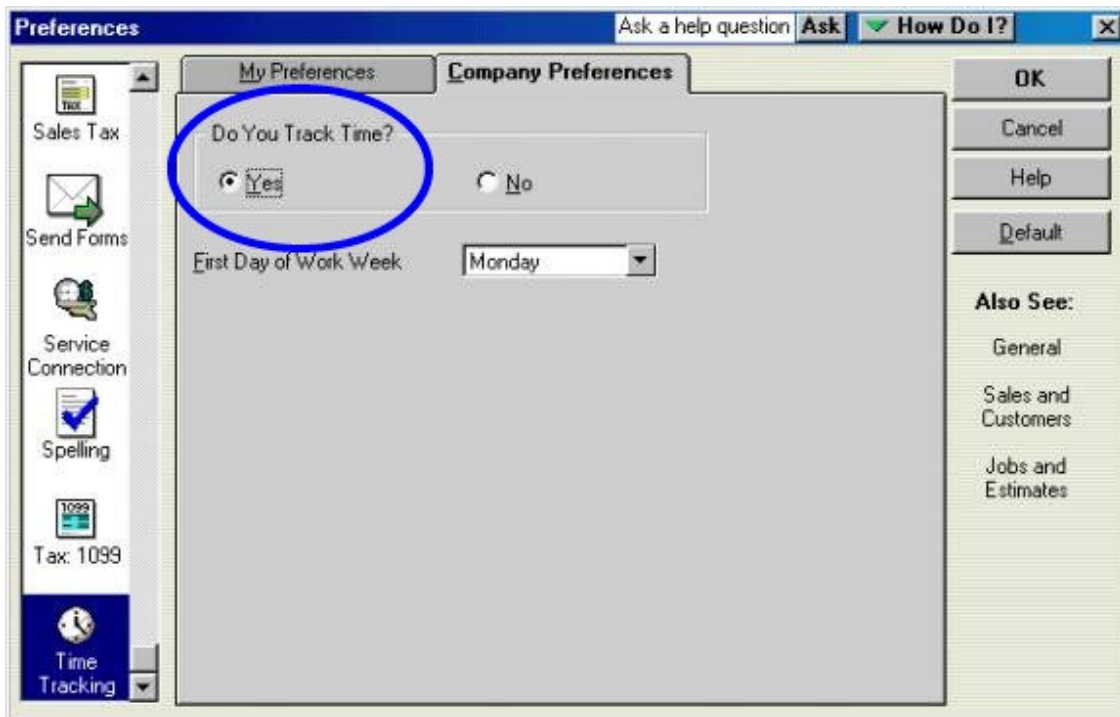 Preferences
Ask a help question Ask How Do I?
Sales Tax
Send Forms
Service
Connection
Spelling
Tax: 1099
Time
Tracking
My Preferences
Company Preferences
Do You Track Time?
Yes
No
First Day of Work Week
Monday
OK
Cancel
Help
Default
Also See:
General
Sales and
Customers
Jobs and
Estimates
TAX
1099